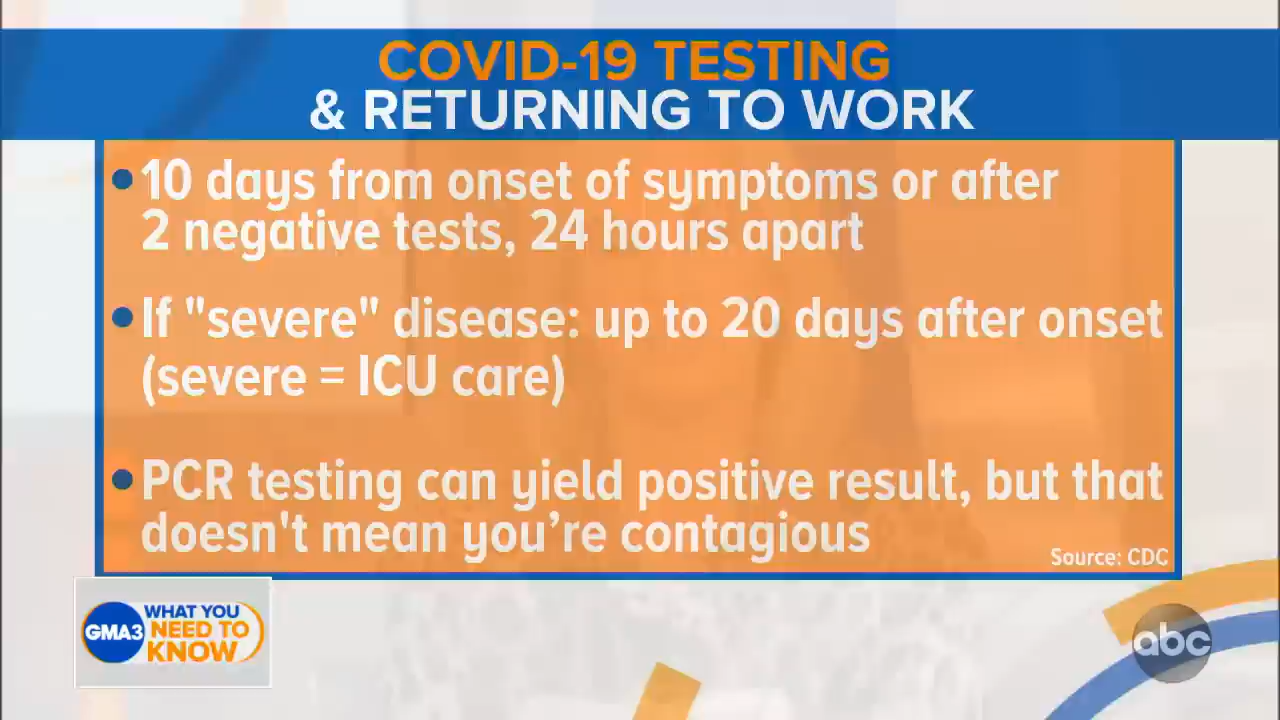 COVID-19 TESTING
& RETURNING TO WORK
• 10 days from onset of symptoms or after
2 negative tests, 24 hours apart
• If "severe" disease: up to 20 days after onset
(severe = ICU care)
• PCR testing can yield positive result, but that
doesn't mean you’re contagious
Source: CDC
GMA3
WHAT YOU
NEED TO
KNOW
abc